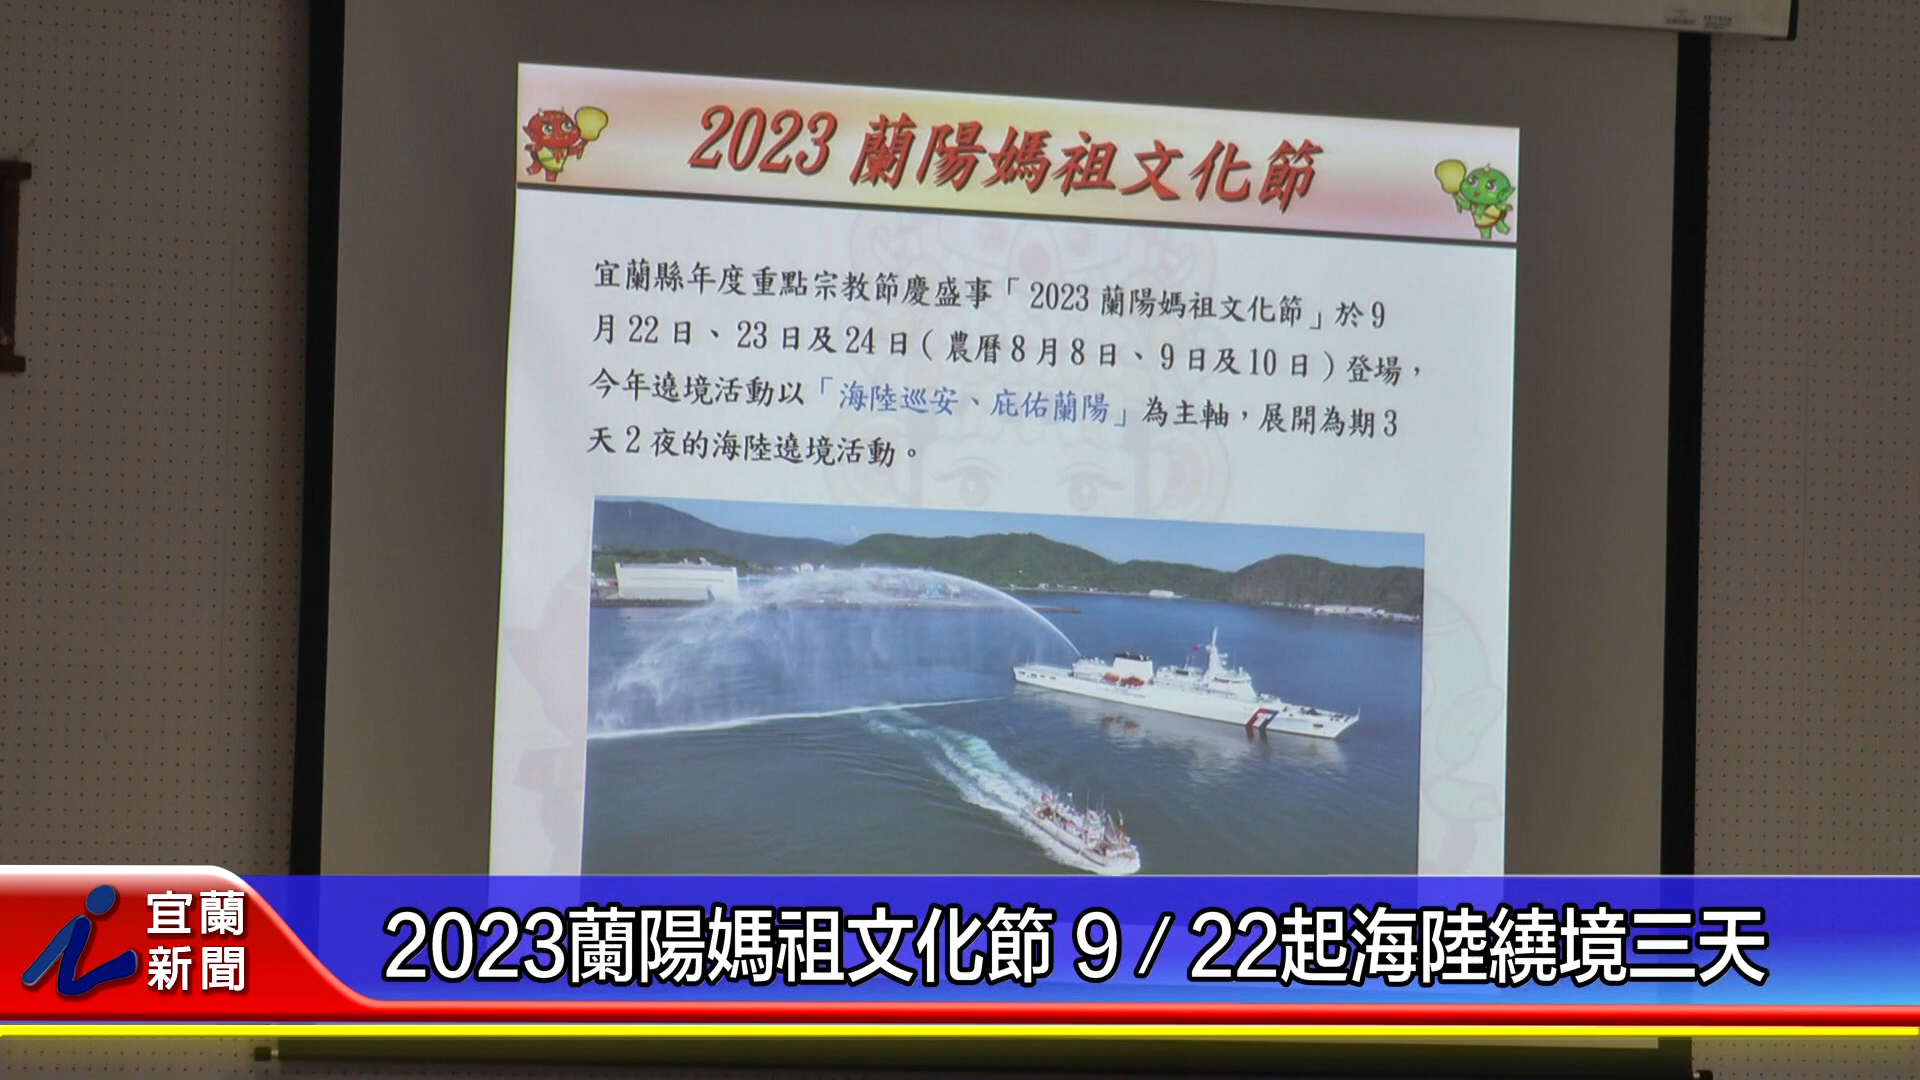 2023 蘭陽媽祖文化節
宜蘭縣年度重點宗教節慶盛事「2023 蘭陽媽祖文化節」於 9
月 22 日、23 日及 24 日(農曆 8 月 8 日、9 日及 10 日)登場,
今年遶境活動以「海陸巡安、庇佑蘭陽」為主軸,展開為期 3
天 2 夜的海陸遶境活動。
宜蘭
新聞
2023蘭陽媽祖文化節 9/22起海陸繞境三天